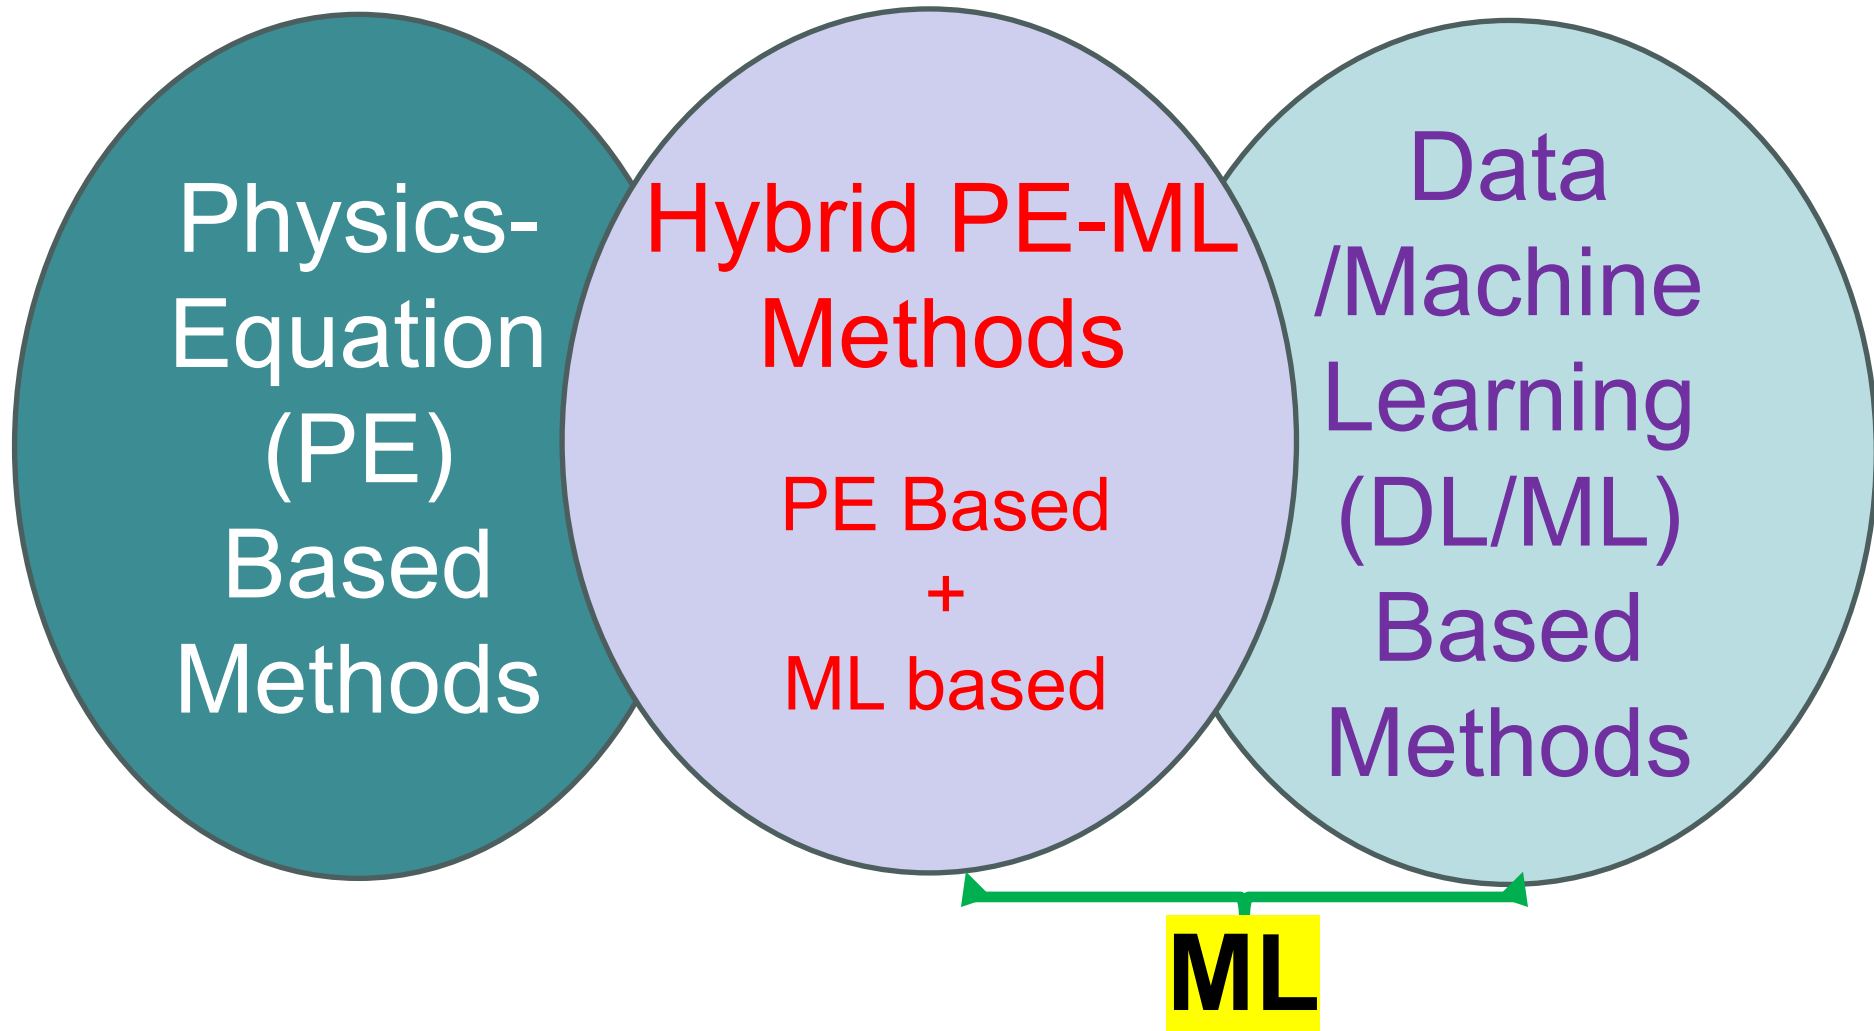 Physics-
Equation
(PE)
Based
Methods
Hybrid PE-ML
Methods
PE Based
+
ML based
Data
/Machine
Learning
(DL/ML)
Based
Methods
ML